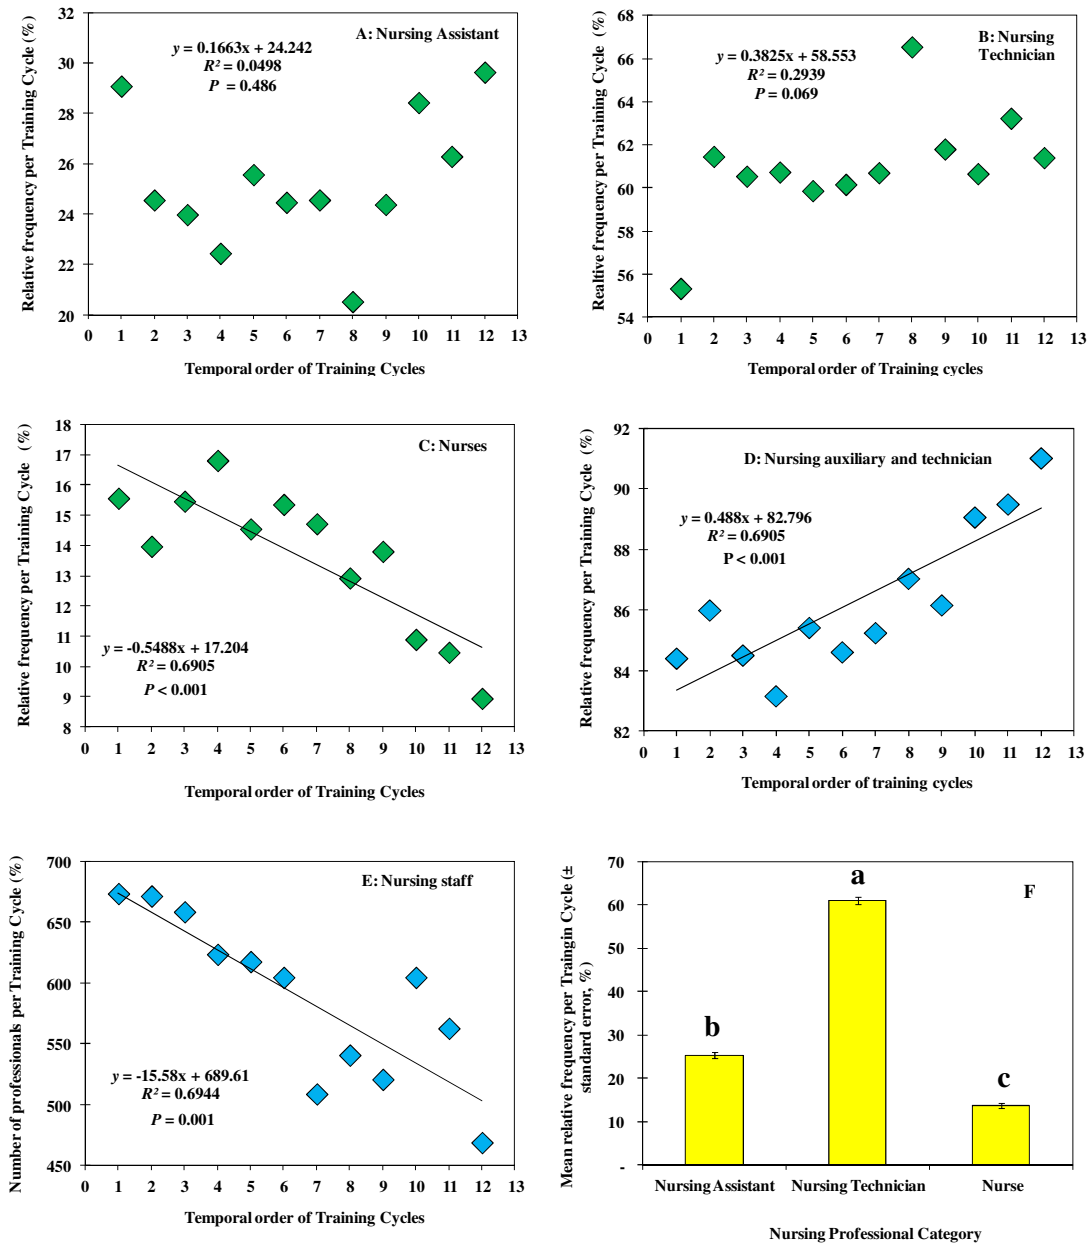 Relative frequency per Training Cycle (%)
32
30
28
26
24
22
20
y = 0.1663x + 24.242
R² = 0.0498
P = 0.486
A: Nursing Assistant
0 1 2 3 4 5 6 7 8 9 10 11 12 13
Temporal order of Training Cycles
Realtive frequency per Training Cycle (%)
68
66
64
62
60
58
56
54
y = 0.3825x + 58.553
R² = 0.2939
P = 0.069
B: Nursing
Technician
0 1 2 3 4 5 6 7 8 9 10 11 12 13
Temporal order of Training cycles
Relative frequency per Training Cycle (%)
18
17
16
15
14
13
12
11
10
9
8
C: Nurses
y = -0.5488x + 17.204
R² = 0.6905
P < 0.001
0 1 2 3 4 5 6 7 8 9 10 11 12 13
Temporal order of Training Cycles
Relative frequency per Training Cycle (%)
92
90
88
86
84
82
D: Nursing auxiliary and technician
y = 0.488x + 82.796
R² = 0.6905
P < 0.001
0 1 2 3 4 5 6 7 8 9 10 11 12 13
Temporal order of training cycles
Number of professionals per Training Cycle (%)
700
650
600
550
500
450
E: Nursing staff
y = -15.58x + 689.61
R² = 0.6944
P = 0.001
0 1 2 3 4 5 6 7 8 9 10 11 12 13
Temporal order of Training Cycles
Mean relative frequency per Traingin Cycle (±
standard error, %)
70
60
50
40
30
20
10
-
F
b
a
c
Nursing Assistant Nursing Technician Nurse
Nursing Professional Category